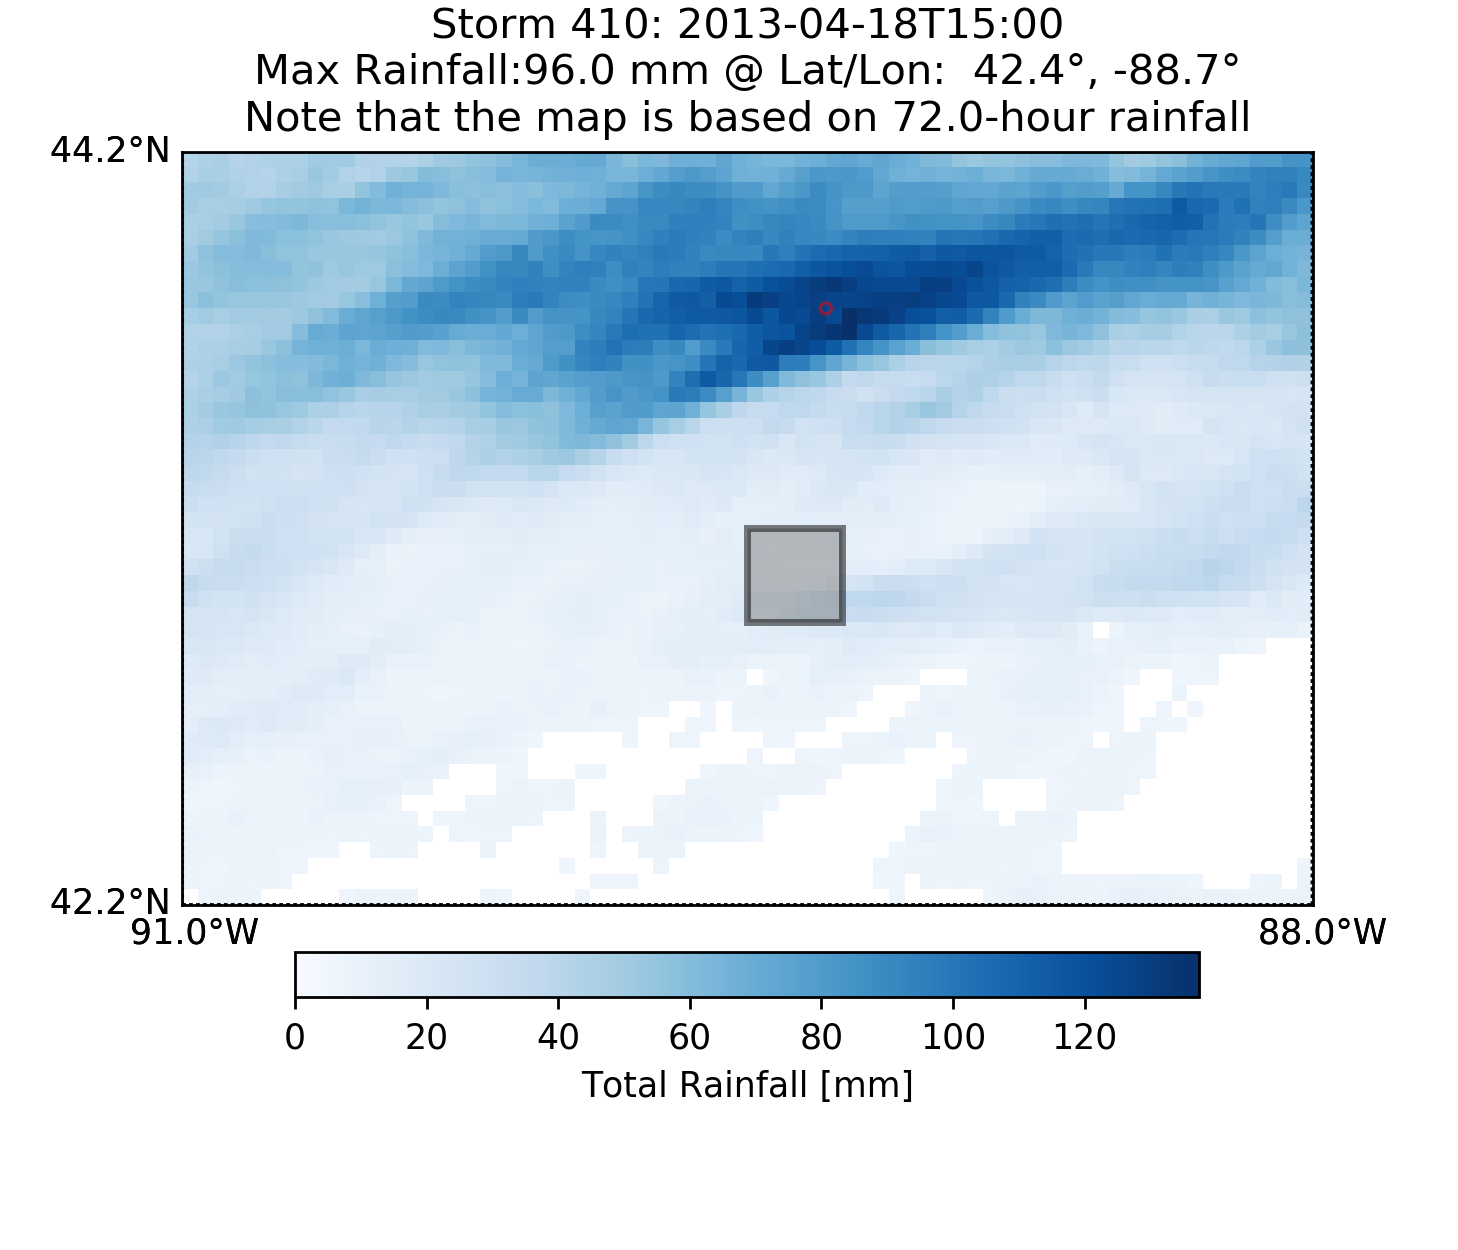 Storm 410: 2013-04-18T15:00
Max Rainfall:96.0 mm @ Lat/Lon:  42.4°, -88.7°
Note that the map is based on 72.0-hour rainfall
44.2°N
42.2°N
91.0°W 88.0°W
0 20 40 60 80 100 120
Total Rainfall [mm]